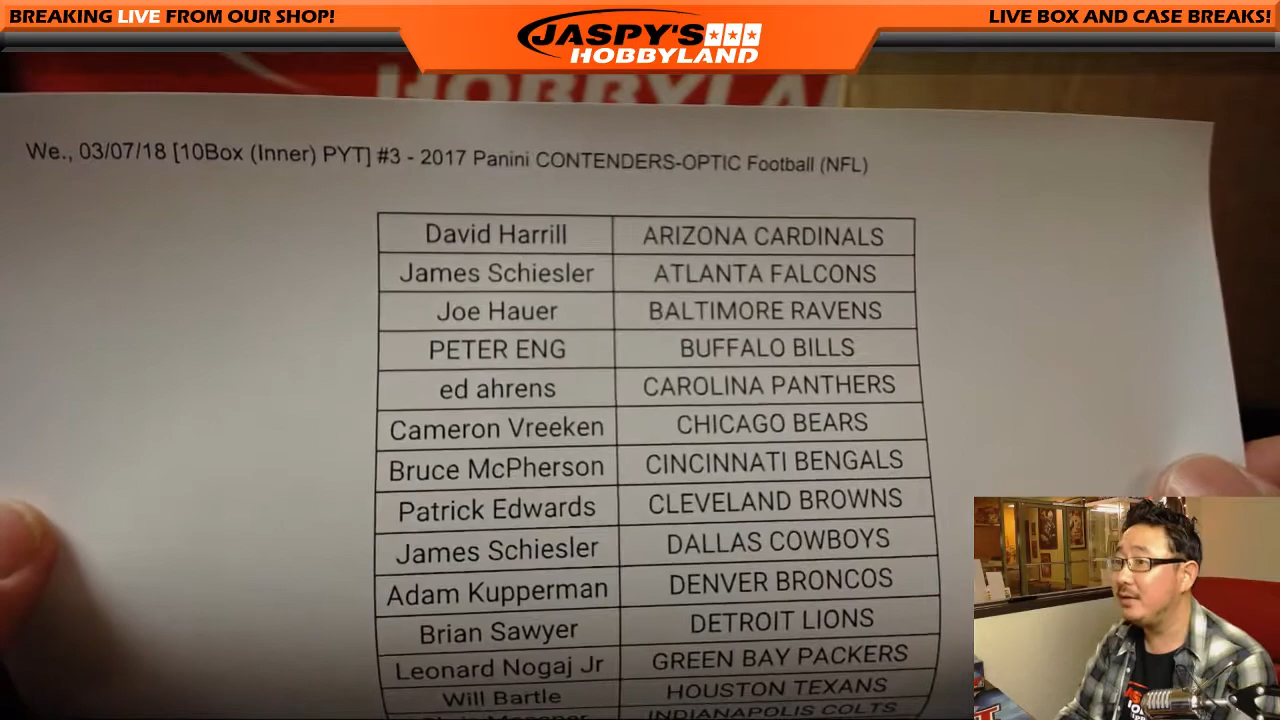 BREAKING LIVE FROM OUR SHOP!
JASPY'S
HOBBYLAND
LIVE BOX AND CASE BREAKS!
HOBBYLA
We., 03/07/18 [10Box (Inner) PYT] #3 - 2017 Panini CONTENDERS-OPTIC Football (NFL)
David Harrill ARIZONA CARDINALS
James Schiesler ATLANTA FALCONS
Joe Hauer BALTIMORE RAVENS
PETER ENG BUFFALO BILLS
ed ahrens CAROLINA PANTHERS
Cameron Vreeken CHICAGO BEARS
Bruce McPherson CINCINNATI BENGALS
Patrick Edwards CLEVELAND BROWNS
James Schiesler DALLAS COWBOYS
Adam Kupperman DENVER BRONCOS
Brian Sawyer DETROIT LIONS
Leonard Nogaj Jr GREEN BAY PACKERS
Will Bartle HOUSTON TEXANS
INDIANAPOLIS COLTS